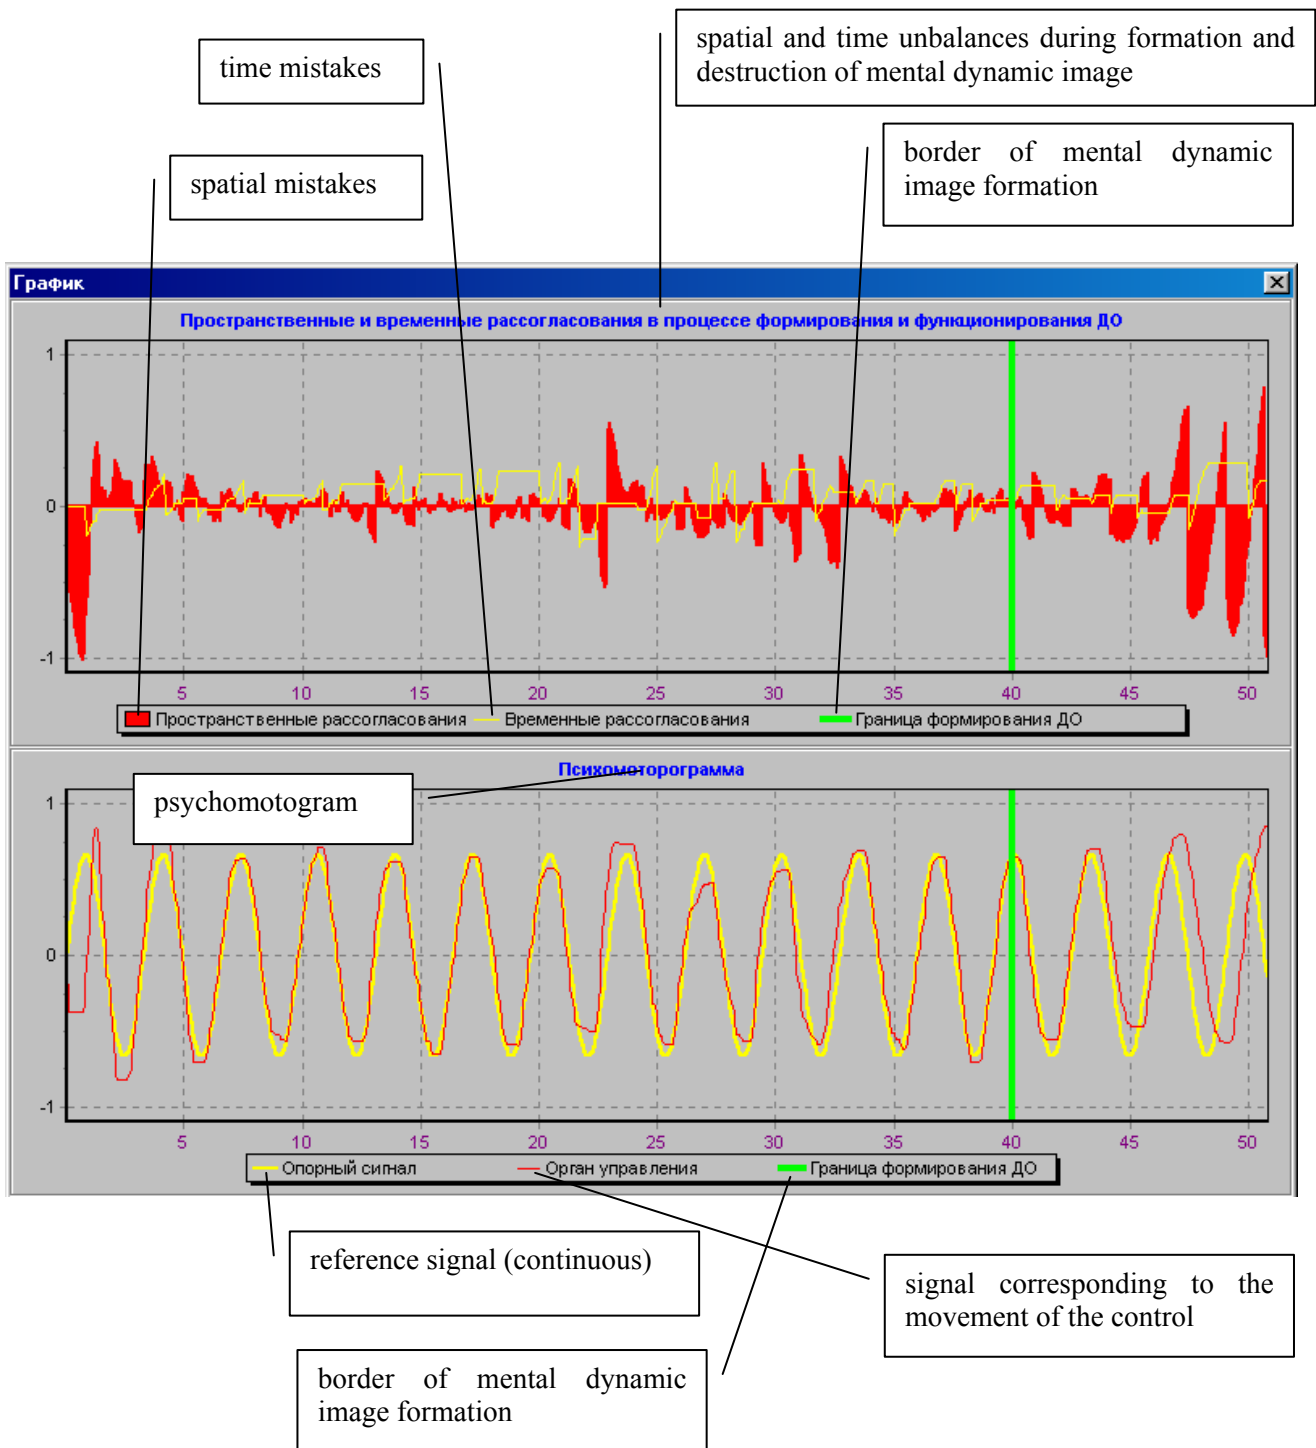 spatial and time unbalances during formation and
destruction of mental dynamic image
time mistakes
border of mental dynamic
image formation
spatial mistakes
График
Пространственные и временные рассогласования в процессе формирования и функционирования ДО
1
0
-1
5 10 15 20 25 30 35 40 45 50
Пространственные рассогласования Временные рассогласования Граница формирования ДО
Психомоторограмма
psychomotogram
1
0
-1
5 10 15 20 25 30 35 40 45 50
Опорный сигнал Орган управления Граница формирования ДО
reference signal (continuous)
signal corresponding to the
movement of the control
border of mental dynamic
image formation